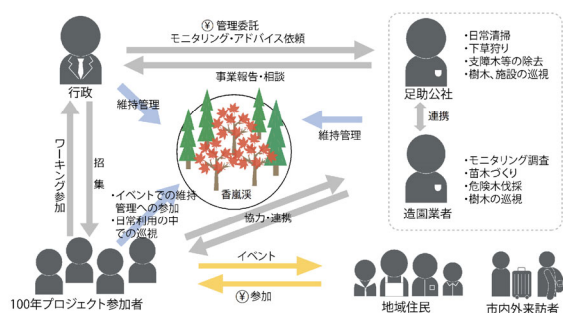 ¥ 管理委託
モニタリング・アドバイス依頼
事業報告・相談
行政
維持管理
維持管理
香嵐渓
・日常清掃
・下草狩り
・支障木等の除去
・樹木、施設の巡視
足助公社
連携
・モニタリング調査
・苗木づくり
・危険木伐採
・樹木の巡視
造園業者
ワーキング参加
招集
・イベントでの維持
管理への参加
・日常利用の中
での巡視
協力・連携
イベント
¥ 参加
100年プロジェクト参加者
地域住民
市内外来訪者